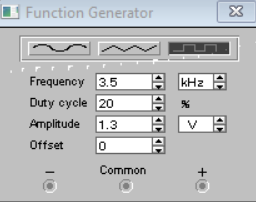 Function Generator
Frequency 3.5 kHz
Duty cycle 20 %
Amplitude 1.3 V
Offset 0
− Common +